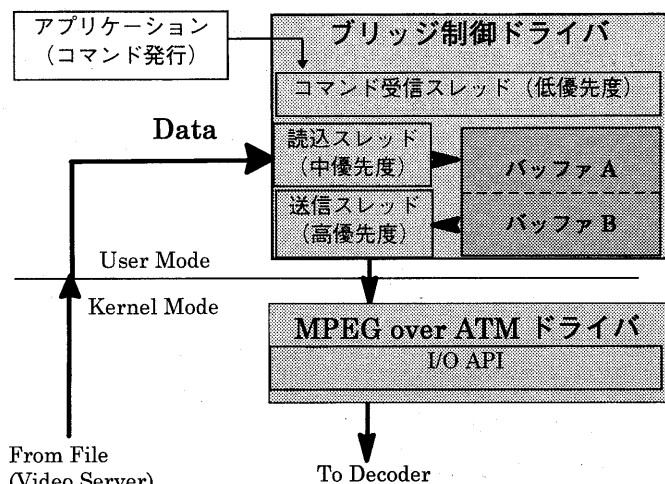 アプリケーション
(コマンド発行)
ブリッジ制御ドライバ
コマンド受信スレッド(低優先度)
Data
読込スレッド
(中優先度)
バッファ A
送信スレッド
(高優先度)
バッファ B
User Mode
Kernel Mode
MPEG over ATM ドライバ
I/O API
From File
(Video Server)
To Decoder